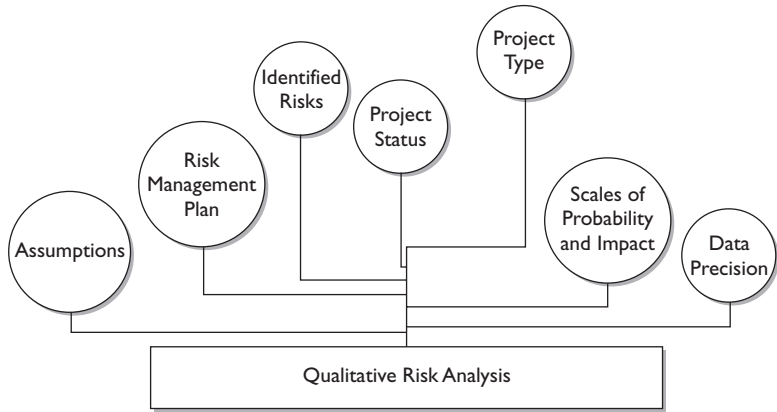 Project
Type
Identified
Risks
Project
Status
Risk
Management
Plan
Scales of
Probability
and Impact
Assumptions
Data
Precision
Qualitative Risk Analysis